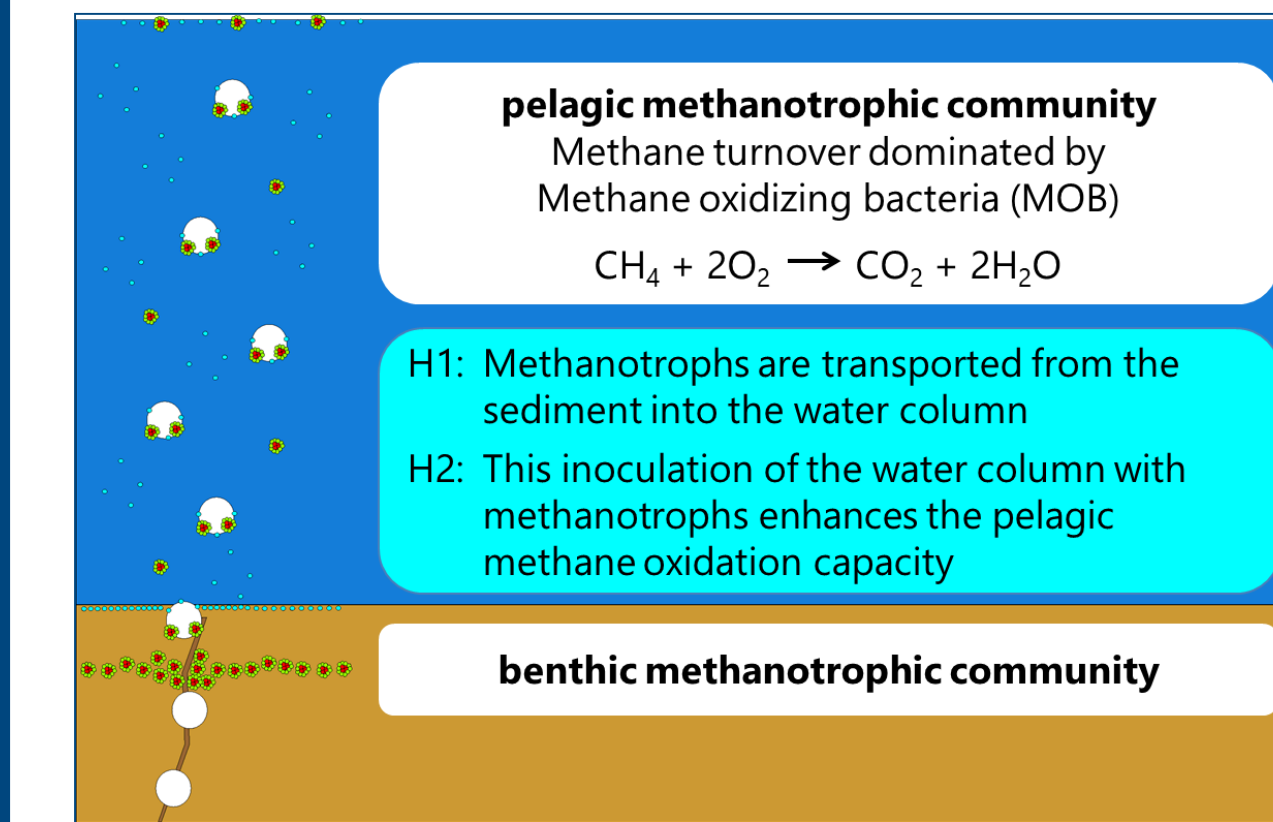 pelagic methanotrophic community
Methane turnover dominated by
Methane oxidizing bacteria (MOB)
CH₄ + 2O₂ → CO₂ + 2H₂O
H1: Methanotrophs are transported from the
sediment into the water column
H2: This inoculation of the water column with
methanotrophs enhances the pelagic
methane oxidation capacity
benthic methanotrophic community